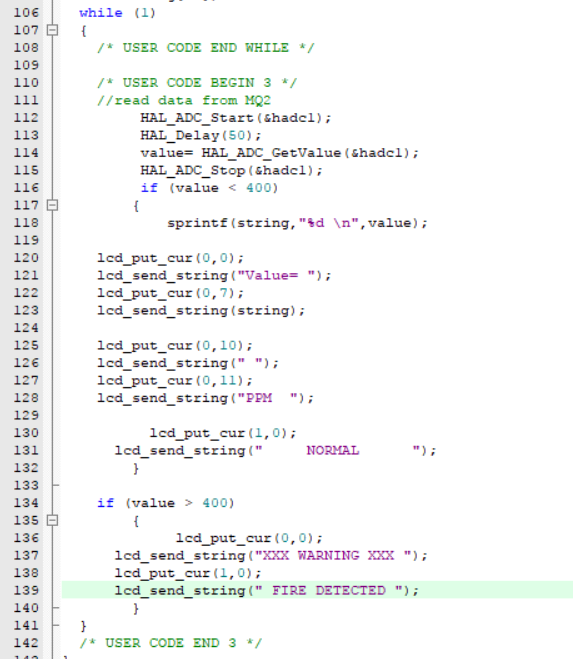 106 while (1)
107 {
108 /* USER CODE END WHILE */
109
110 /* USER CODE BEGIN 3 */
111 //read data from MQ2
112 HAL_ADC_Start(&hadc1);
113 HAL_Delay(50);
114 value= HAL_ADC_GetValue(&hadc1);
115 HAL_ADC_Stop(&hadc1);
116 if (value < 400)
117 {
118 sprintf(string,"%d \n",value);
119
120 lcd_put_cur(0,0);
121 lcd_send_string("Value= ");
122 lcd_put_cur(0,7);
123 lcd_send_string(string);
124
125 lcd_put_cur(0,10);
126 lcd_send_string(" ");
127 lcd_put_cur(0,11);
128 lcd_send_string("PPM  ");
129
130 lcd_put_cur(1,0);
131 lcd_send_string("     NORMAL      ");
132 }
133
134 if (value > 400)
135 {
136 lcd_put_cur(0,0);
137 lcd_send_string("XXX WARNING XXX ");
138 lcd_put_cur(1,0);
139 lcd_send_string(" FIRE DETECTED ");
140 }
141 }
142 /* USER CODE END 3 */